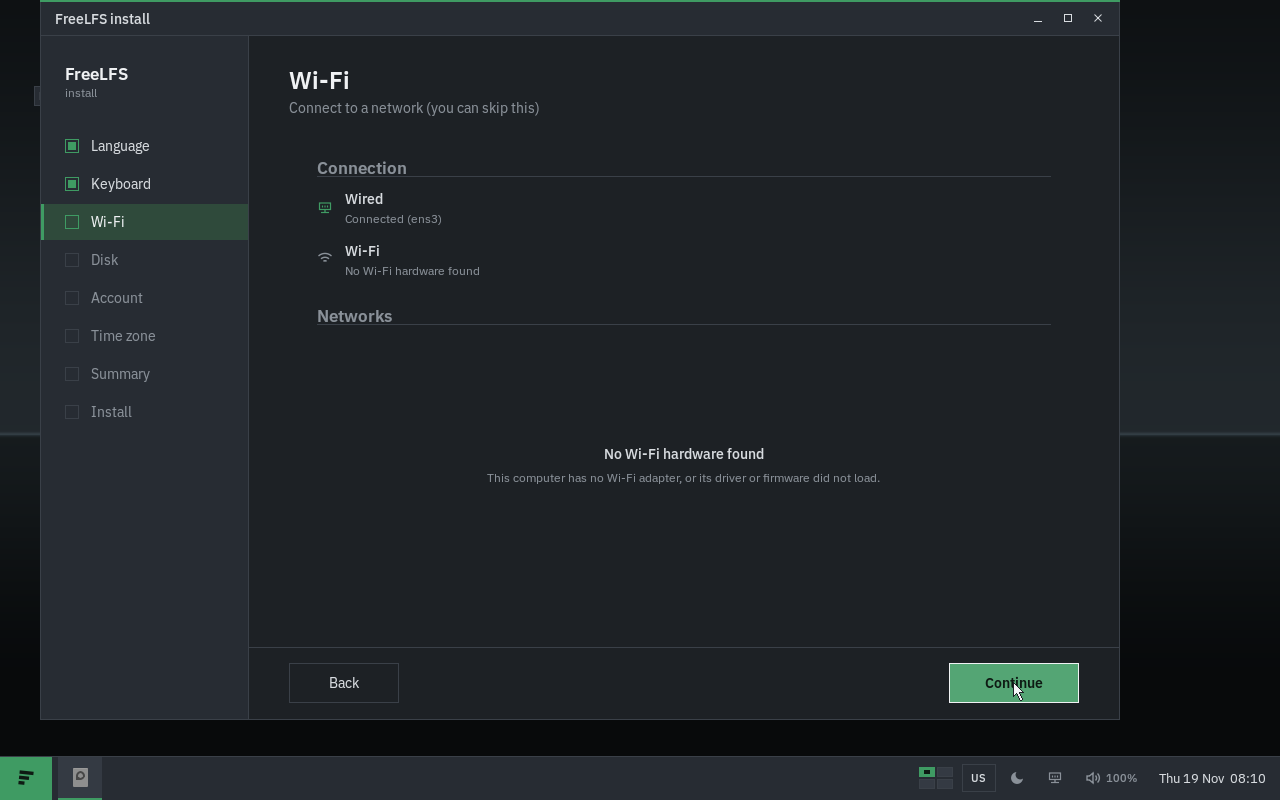 FreeLFS install
FreeLFS
install
Language
Keyboard
Wi-Fi
Disk
Account
Time zone
Summary
Install
Wi-Fi
Connect to a network (you can skip this)
Connection
Wired
Connected (ens3)
Wi-Fi
No Wi-Fi hardware found
Networks
No Wi-Fi hardware found
This computer has no Wi-Fi adapter, or its driver or firmware did not load.
Back
Continue
US
100%
Thu 19 Nov 08:10